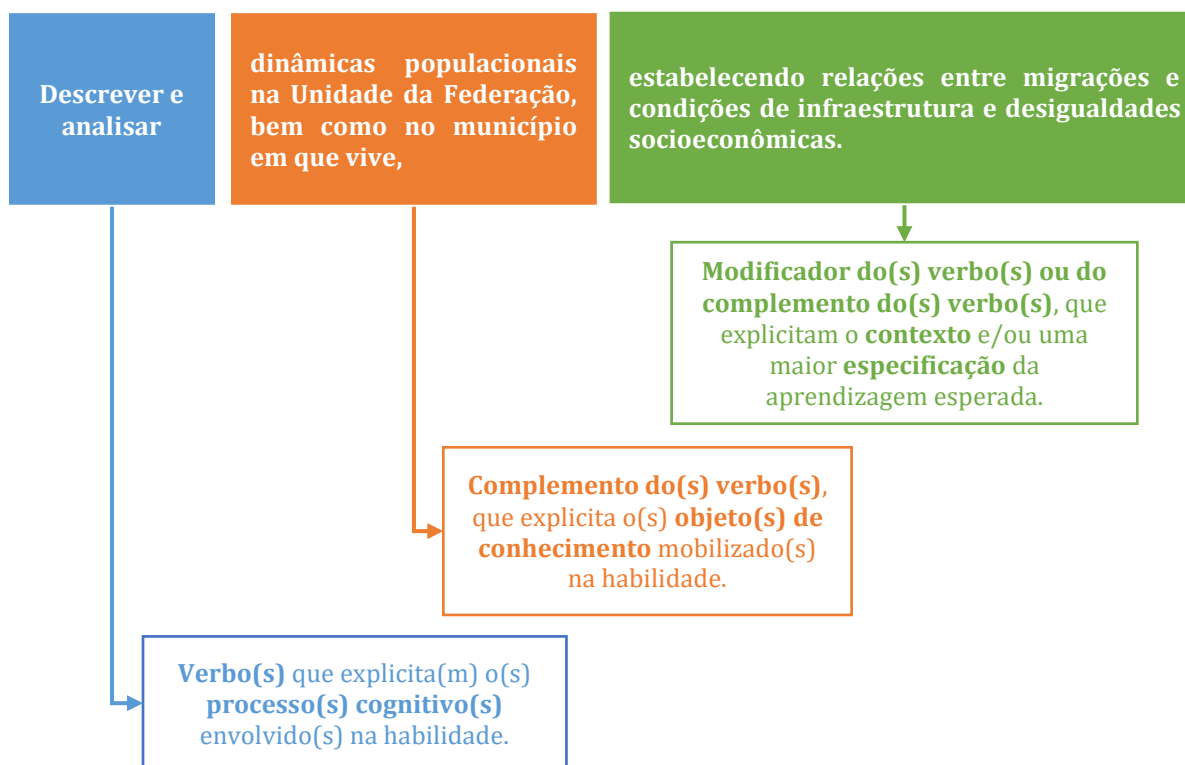 Descrever e
analisar
dinâmicas populacionais
na Unidade da Federação,
bem como no município
em que vive,
estabelecendo relações entre migrações e
condições de infraestrutura e desigualdades
socioeconômicas.
Modificador do(s) verbo(s) ou do
complemento do(s) verbo(s), que
explicitam o contexto e/ou uma
maior especificação da
aprendizagem esperada.
Complemento do(s) verbo(s),
que explicita o(s) objeto(s) de
conhecimento mobilizado(s)
na habilidade.
Verbo(s) que explicita(m) o(s)
processo(s) cognitivo(s)
envolvido(s) na habilidade.